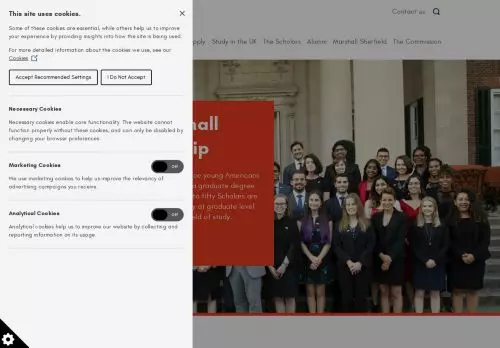 This site uses cookies.
Some of these cookies are essential, while others help us to improve
your experience by providing insights into how the site is being used.
For more detailed information about the cookies we use, see our
Cookies
Accept Recommended Settings
I Do Not Accept
Necessary Cookies
Necessary cookies enable core functionality. The website cannot
function properly without these cookies, and can only be disabled by
changing your browser preferences.
Marketing Cookies
Off
We use marketing cookies to help us improve the relevancy of
advertising campaigns you receive.
Analytical Cookies
Off
Analytical cookies help us to improve our website by collecting and
reporting information on its usage.
Contact us
pply Study in the UK The Scholars Alumni Marshall Sherfield The Commission
hall
ip
ce young Americans
a graduate degree
to fifty Scholars are
y at graduate level
eld of study.